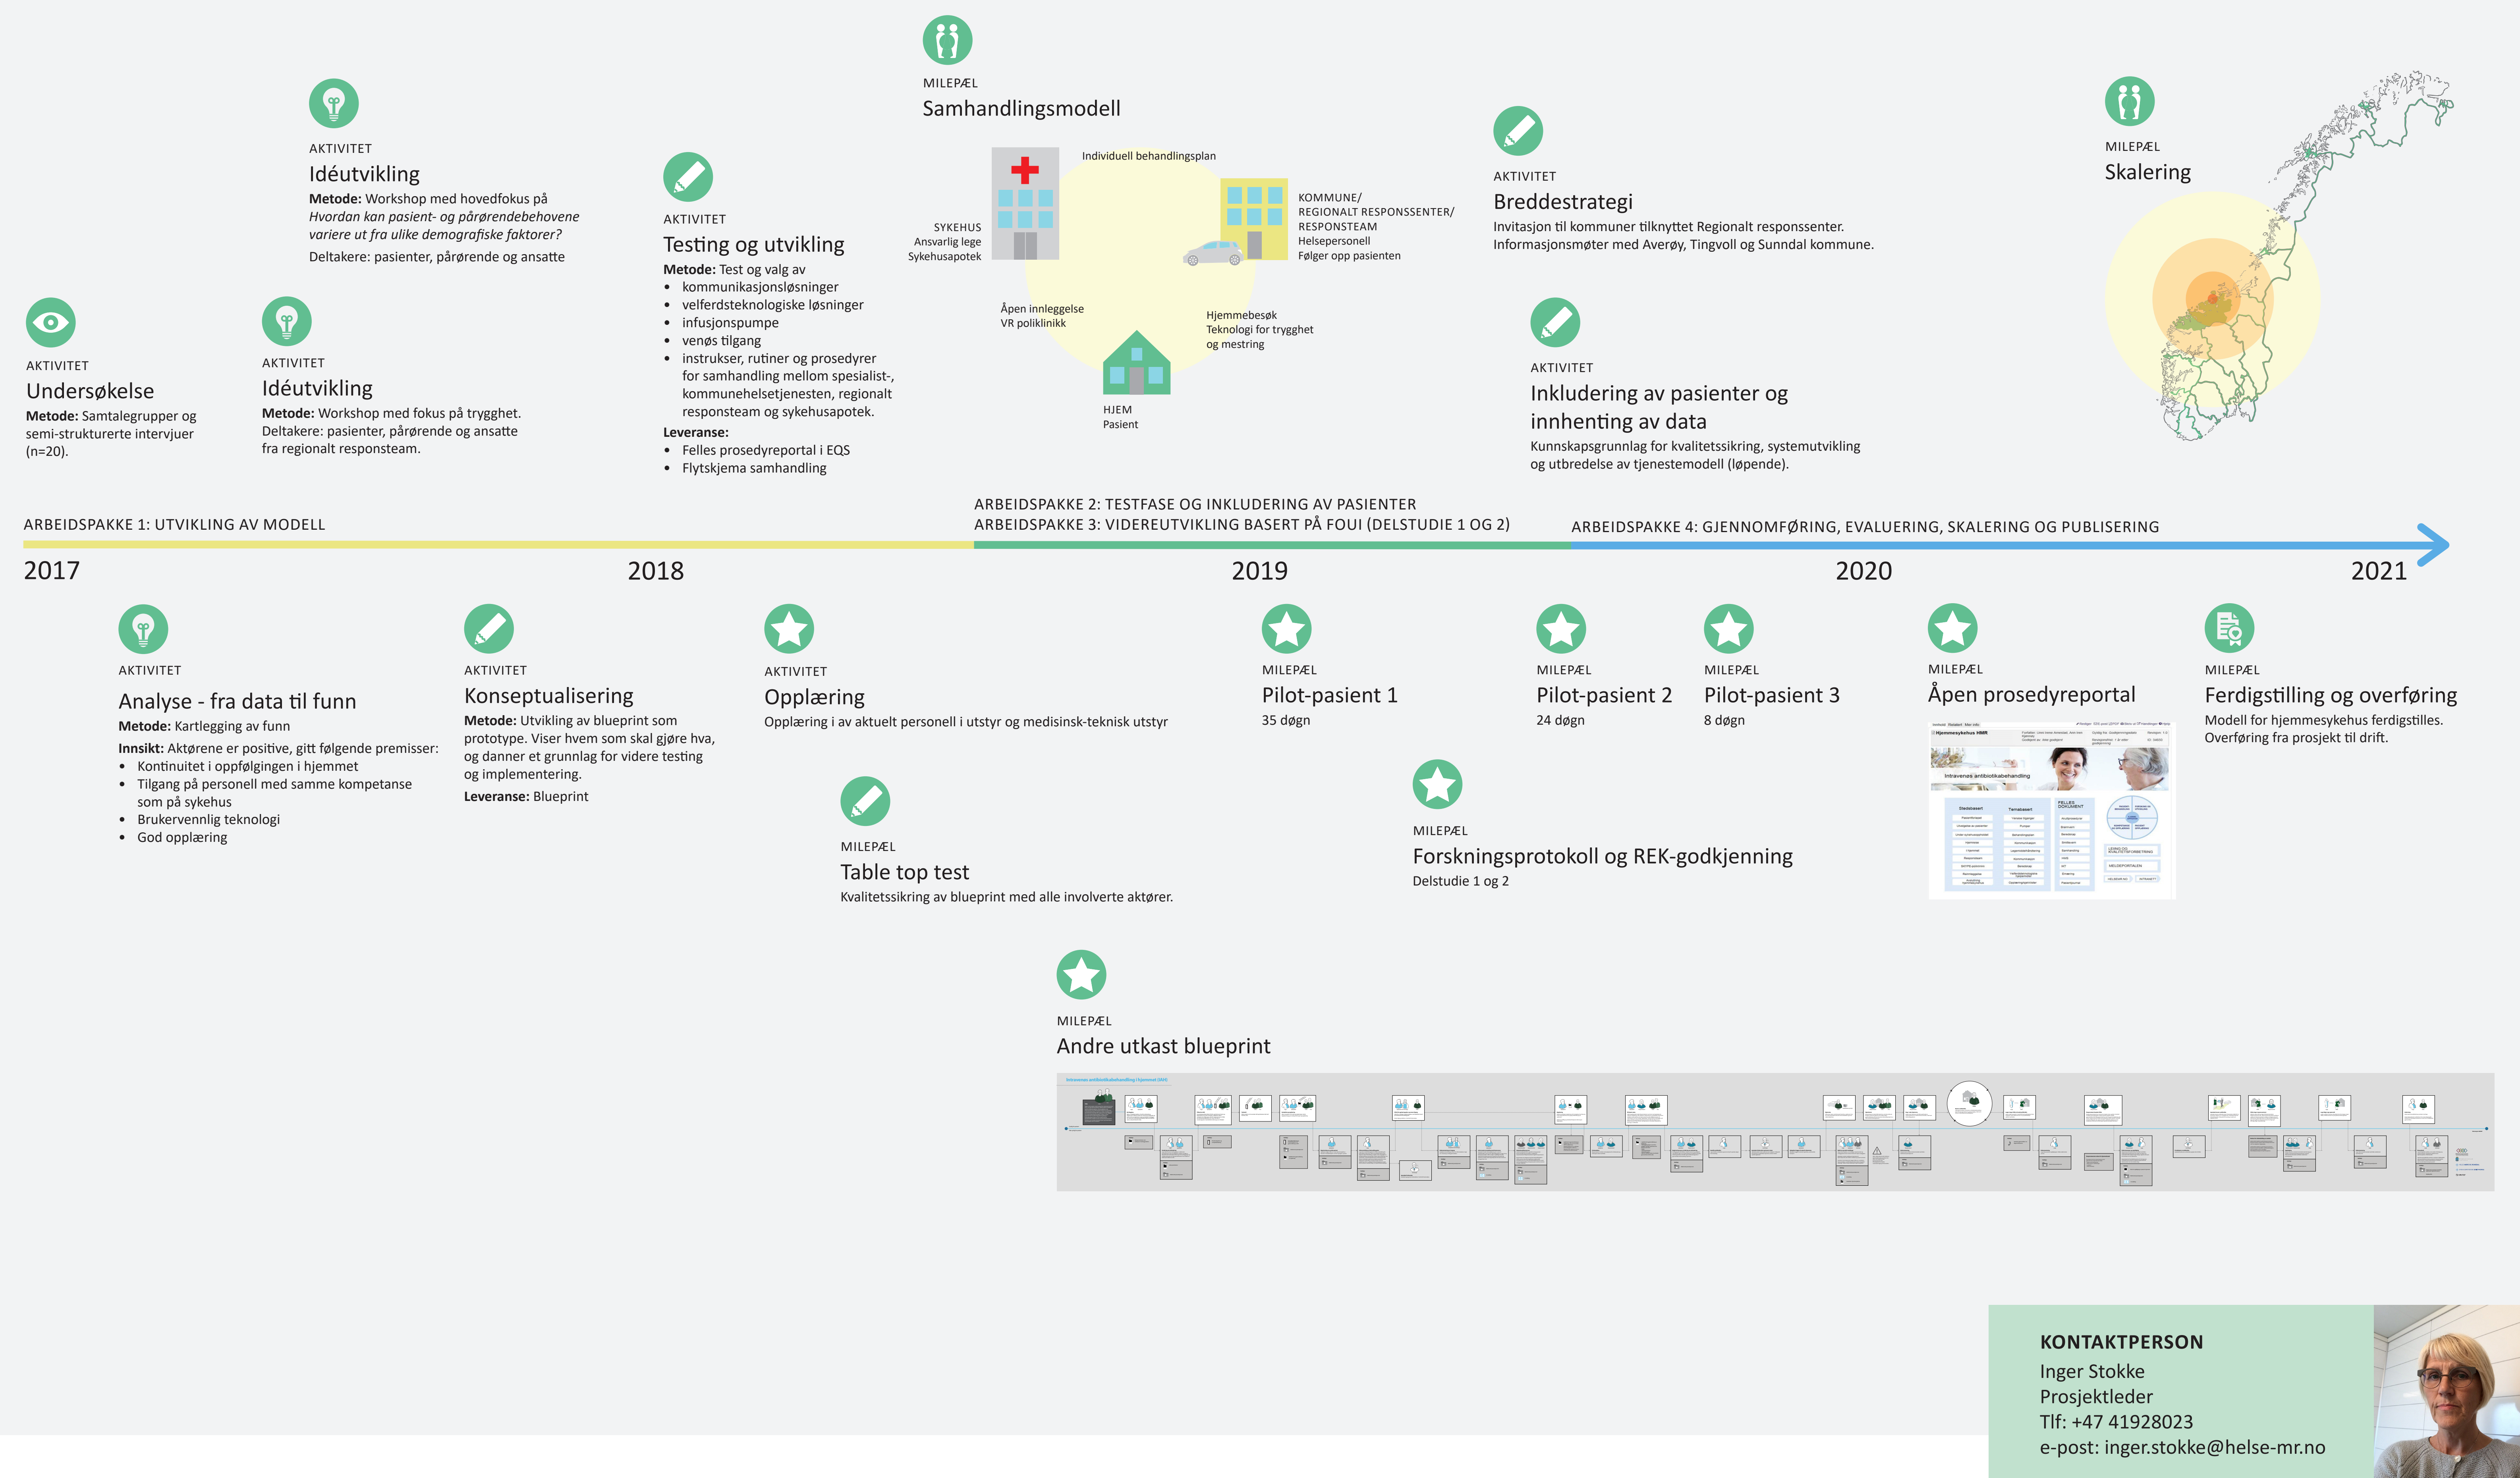 MILEPÆL
Samhandlingsmodell
AKTIVITET
Idéutvikling
Metode: Workshop med hovedfokus på
Hvordan kan pasient- og pårørendebehovene
variere ut fra ulike demografiske faktorer?
Deltakere: pasienter, pårørende og ansatte
AKTIVITET
Undersøkelse
Metode: Samtalegrupper og
semi-strukturerte intervjuer
(n=20).
AKTIVITET
Idéutvikling
Metode: Workshop med fokus på trygghet.
Deltakere: pasienter, pårørende og ansatte
fra regionalt responsteam.
AKTIVITET
Testing og utvikling
Metode: Test og valg av
• kommunikasjonsløsninger
• velferdsteknologiske løsninger
• infusjonspumpe
• venøs tilgang
• instrukser, rutiner og prosedyrer
for samhandling mellom spesialist-,
kommunehelsetjenesten, regionalt
responsteam og sykehusapotek.
Leveranse:
• Felles prosedyreportal i EQS
• Flytskjema samhandling
Individuell behandlingsplan
SYKEHUS
Ansvarlig lege
Sykehusapotek
KOMMUNE/
REGIONALT RESPONSSENTER/
RESPONSTEAM
Helsepersonell
Følger opp pasienten
Åpen innleggelse
VR poliklinikk
Hjemmebesøk
Teknologi for trygghet
og mestring
HJEM
Pasient
AKTIVITET
Breddestrategi
Invitasjon til kommuner tilknyttet Regionalt responssenter.
Informasjonsmøter med Averøy, Tingvoll og Sunndal kommune.
AKTIVITET
Inkludering av pasienter og
innhenting av data
Kunnskapsgrunnlag for kvalitetssikring, systemutvikling
og utbredelse av tjenestemodell (løpende).
MILEPÆL
Skalering
ARBEIDSPAKKE 1: UTVIKLING AV MODELL
ARBEIDSPAKKE 2: TESTFASE OG INKLUDERING AV PASIENTER
ARBEIDSPAKKE 3: VIDEREUTVIKLING BASERT PÅ FOUI (DELSTUDIE 1 OG 2)
ARBEIDSPAKKE 4: GJENNOMFØRING, EVALUERING, SKALERING OG PUBLISERING
2017
2018
2019
2020
2021
AKTIVITET
Analyse - fra data til funn
Metode: Kartlegging av funn
Innsikt: Aktørene er positive, gitt følgende premisser:
• Kontinuitet i oppfølgingen i hjemmet
• Tilgang på personell med samme kompetanse
som på sykehus
• Brukervennlig teknologi
• God opplæring
AKTIVITET
Konseptualisering
Metode: Utvikling av blueprint som
prototype. Viser hvem som skal gjøre hva,
og danner et grunnlag for videre testing
og implementering.
Leveranse: Blueprint
AKTIVITET
Opplæring
Opplæring i av aktuelt personell i utstyr og medisinsk-teknisk utstyr
MILEPÆL
Table top test
Kvalitetssikring av blueprint med alle involverte aktører.
MILEPÆL
Pilot-pasient 1
35 døgn
MILEPÆL
Pilot-pasient 2
24 døgn
MILEPÆL
Pilot-pasient 3
8 døgn
MILEPÆL
Forskningsprotokoll og REK-godkjenning
Delstudie 1 og 2
MILEPÆL
Åpen prosedyreportal
Hjemmesykehus HMR
Intravenøs antibiotikabehandling
Stedsbasert
Temabasert
FELLES
DOKUMENT
MILEPÆL
Ferdigstilling og overføring
Modell for hjemmesykehus ferdigstilles.
Overføring fra prosjekt til drift.
MILEPÆL
Andre utkast blueprint
Intravenøs antibiotikabehandling i hjemmet
KONTAKTPERSON
Inger Stokke
Prosjektleder
Tlf: +47 41928023
e-post: inger.stokke@helse-mr.no